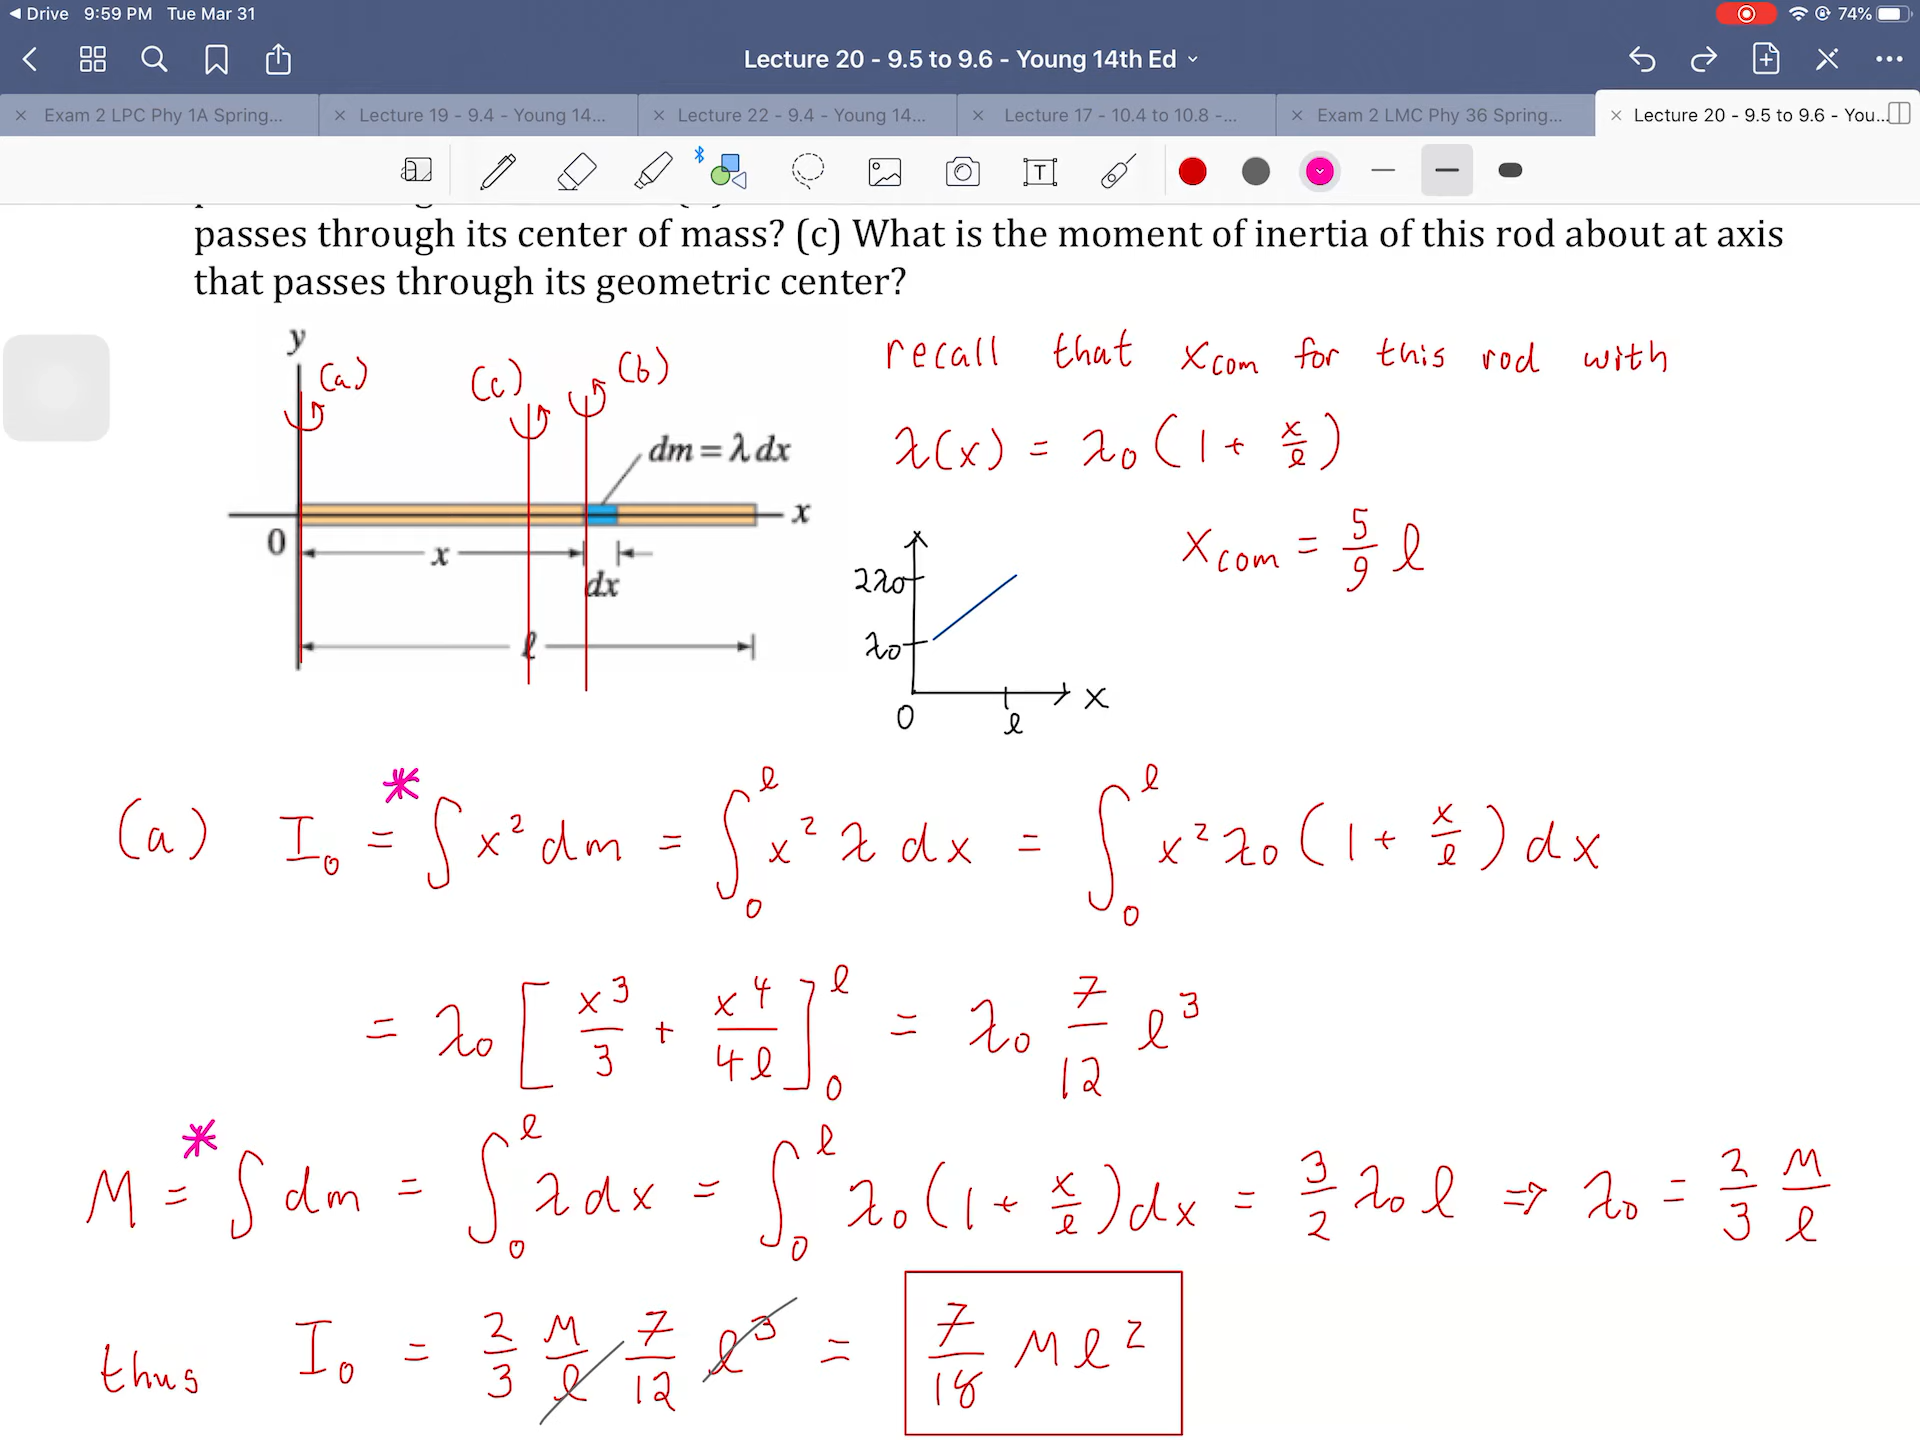 Drive 9:59 PM Tue Mar 31 74%
Lecture 20 - 9.5 to 9.6 - Young 14th Ed
Exam 2 LPC Phy 1A Spring... Lecture 19 - 9.4 - Young 14... Lecture 22 - 9.4 - Young 14... Lecture 17 - 10.4 to 10.8 -... Exam 2 LMC Phy 36 Spring... Lecture 20 - 9.5 to 9.6 - You...
T
passes through its center of mass? (c) What is the moment of inertia of this rod about at axis
that passes through its geometric center?
y
(a) (c) (b)
dm = λ dx
x
0
x
dx
ℓ
recall that x_com for this rod with
λ(x) = λ₀ (1 + x/ℓ)
x_com = 5/9 ℓ
2λ₀
λ₀
0 ℓ x
(a) I₀ =* ∫ x² dm = ∫₀^ℓ x² λ dx = ∫₀^ℓ x² λ₀ (1 + x/ℓ) dx
= λ₀ [x³/3 + x⁴/4ℓ]₀^ℓ = λ₀ 7/12 ℓ³
M =* ∫ dm = ∫₀^ℓ λ dx = ∫₀^ℓ λ₀ (1 + x/ℓ) dx = 3/2 λ₀ ℓ ⇒ λ₀ = 2/3 M/ℓ
thus I₀ = 2/3 M/ℓ 7/12 ℓ³ = 7/18 Mℓ²